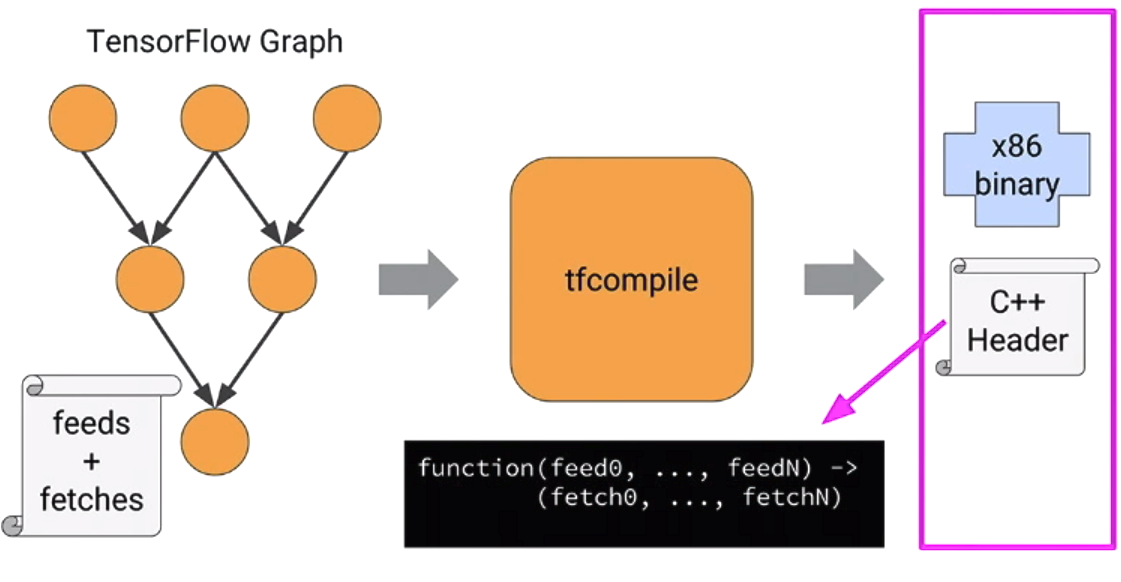 TensorFlow Graph
feeds
+
fetches
tfcompile
x86
binary
C++
Header
function(feed0, ..., feedN) ->
(fetch0, ..., fetchN)